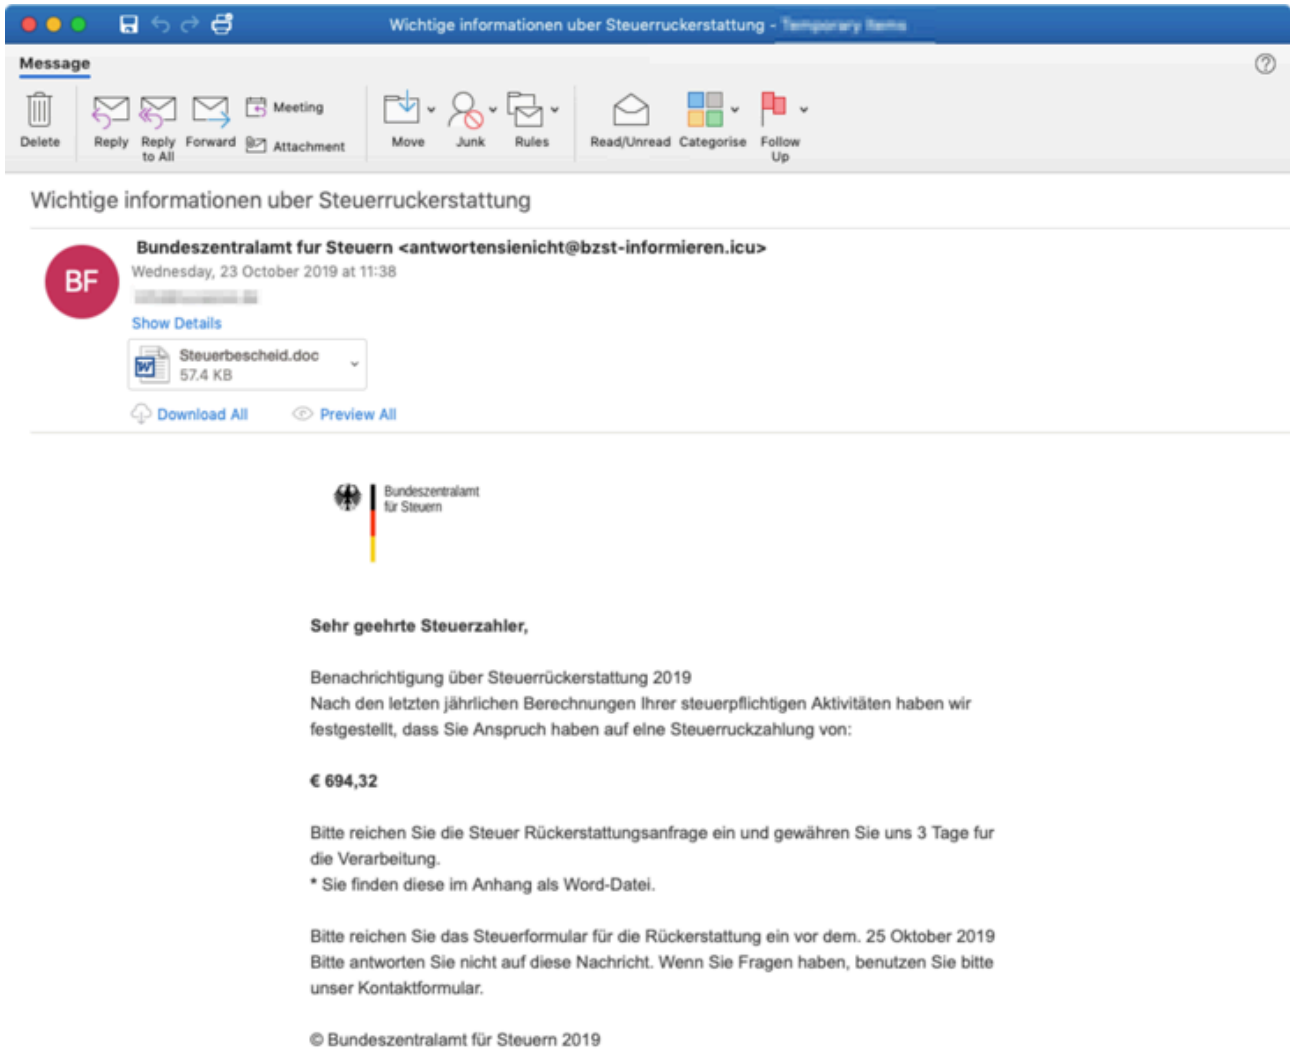 Wichtige informationen uber Steuerruckerstattung -
Message
Delete
Reply
Reply to All
Forward
Meeting
Attachment
Move
Junk
Rules
Read/Unread
Categorise
Follow Up
Wichtige informationen uber Steuerruckerstattung
BF
Bundeszentralamt fur Steuern <antwortensienicht@bzst-informieren.icu>
Wednesday, 23 October 2019 at 11:38
Show Details
Steuerbescheid.doc
57.4 KB
Download All
Preview All
Bundeszentralamt
für Steuern
Sehr geehrte Steuerzahler,
Benachrichtigung über Steuerrückerstattung 2019
Nach den letzten jährlichen Berechnungen Ihrer steuerpflichtigen Aktivitäten haben wir
festgestellt, dass Sie Anspruch haben auf elne Steuerruckzahlung von:
€ 694,32
Bitte reichen Sie die Steuer Rückerstattungsanfrage ein und gewähren Sie uns 3 Tage fur
die Verarbeitung.
* Sie finden diese im Anhang als Word-Datei.
Bitte reichen Sie das Steuerformular für die Rückerstattung ein vor dem. 25 Oktober 2019
Bitte antworten Sie nicht auf diese Nachricht. Wenn Sie Fragen haben, benutzen Sie bitte
unser Kontaktformular.
© Bundeszentralamt für Steuern 2019